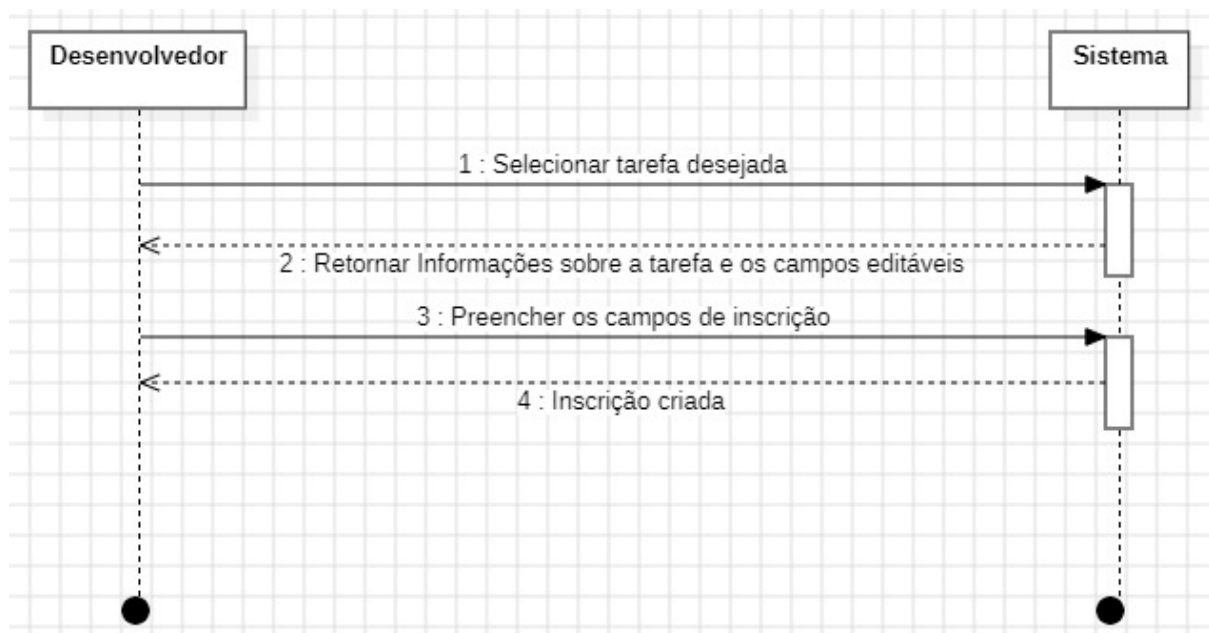 Desenvolvedor
Sistema
1 : Selecionar tarefa desejada
2 : Retornar Informações sobre a tarefa e os campos editáveis
3 : Preencher os campos de inscrição
4 : Inscrição criada